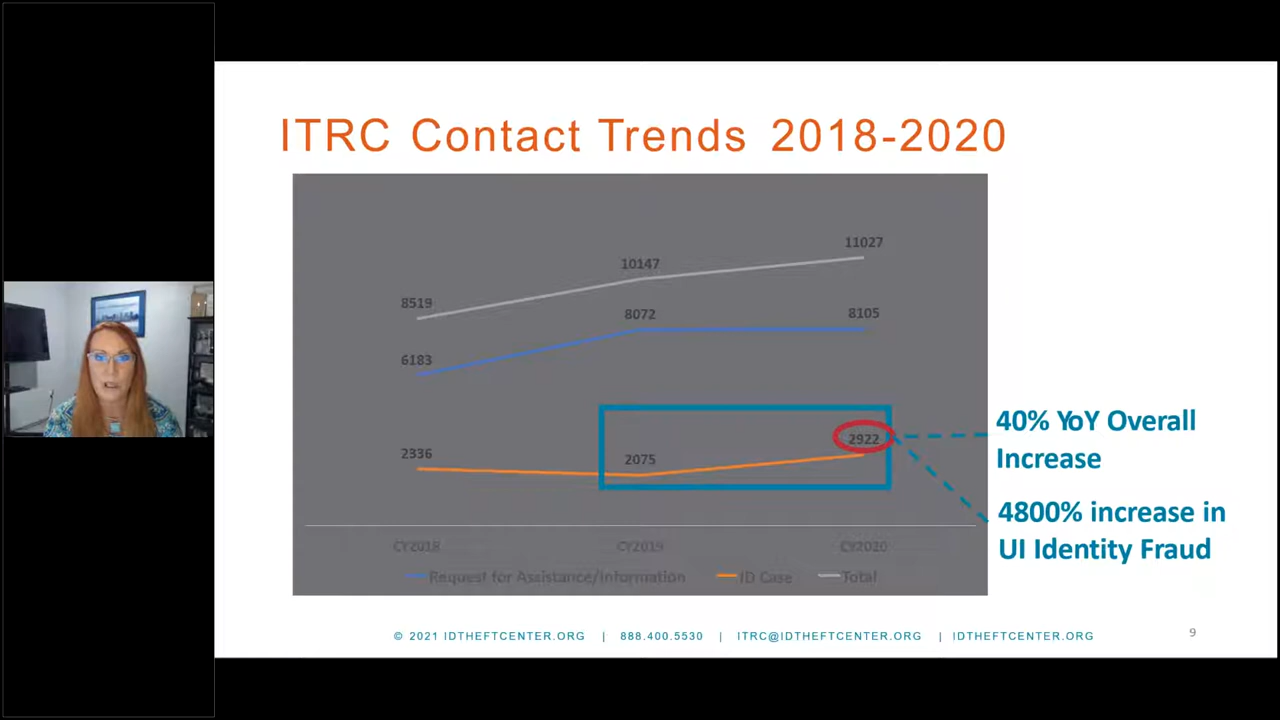 ITRC Contact Trends 2018-2020
11027
10147
8519
8072
8105
6183
2336
2075
2922
40% YoY Overall
Increase
4800% increase in
UI Identity Fraud
CY2018 CY2019 CY2020
Request for Assistance/Information ID Case Total
© 2021 IDTHEFTCENTER.ORG | 888.400.5530 | ITRC@IDTHEFTCENTER.ORG | IDTHEFTCENTER.ORG
9